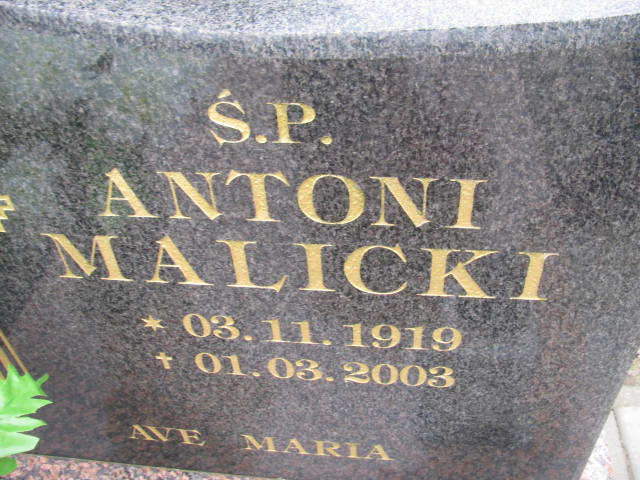 Ś.P.
ANTONI
MALICKI
* 03.11.1919
✝ 01.03.2003
AVE MARIA